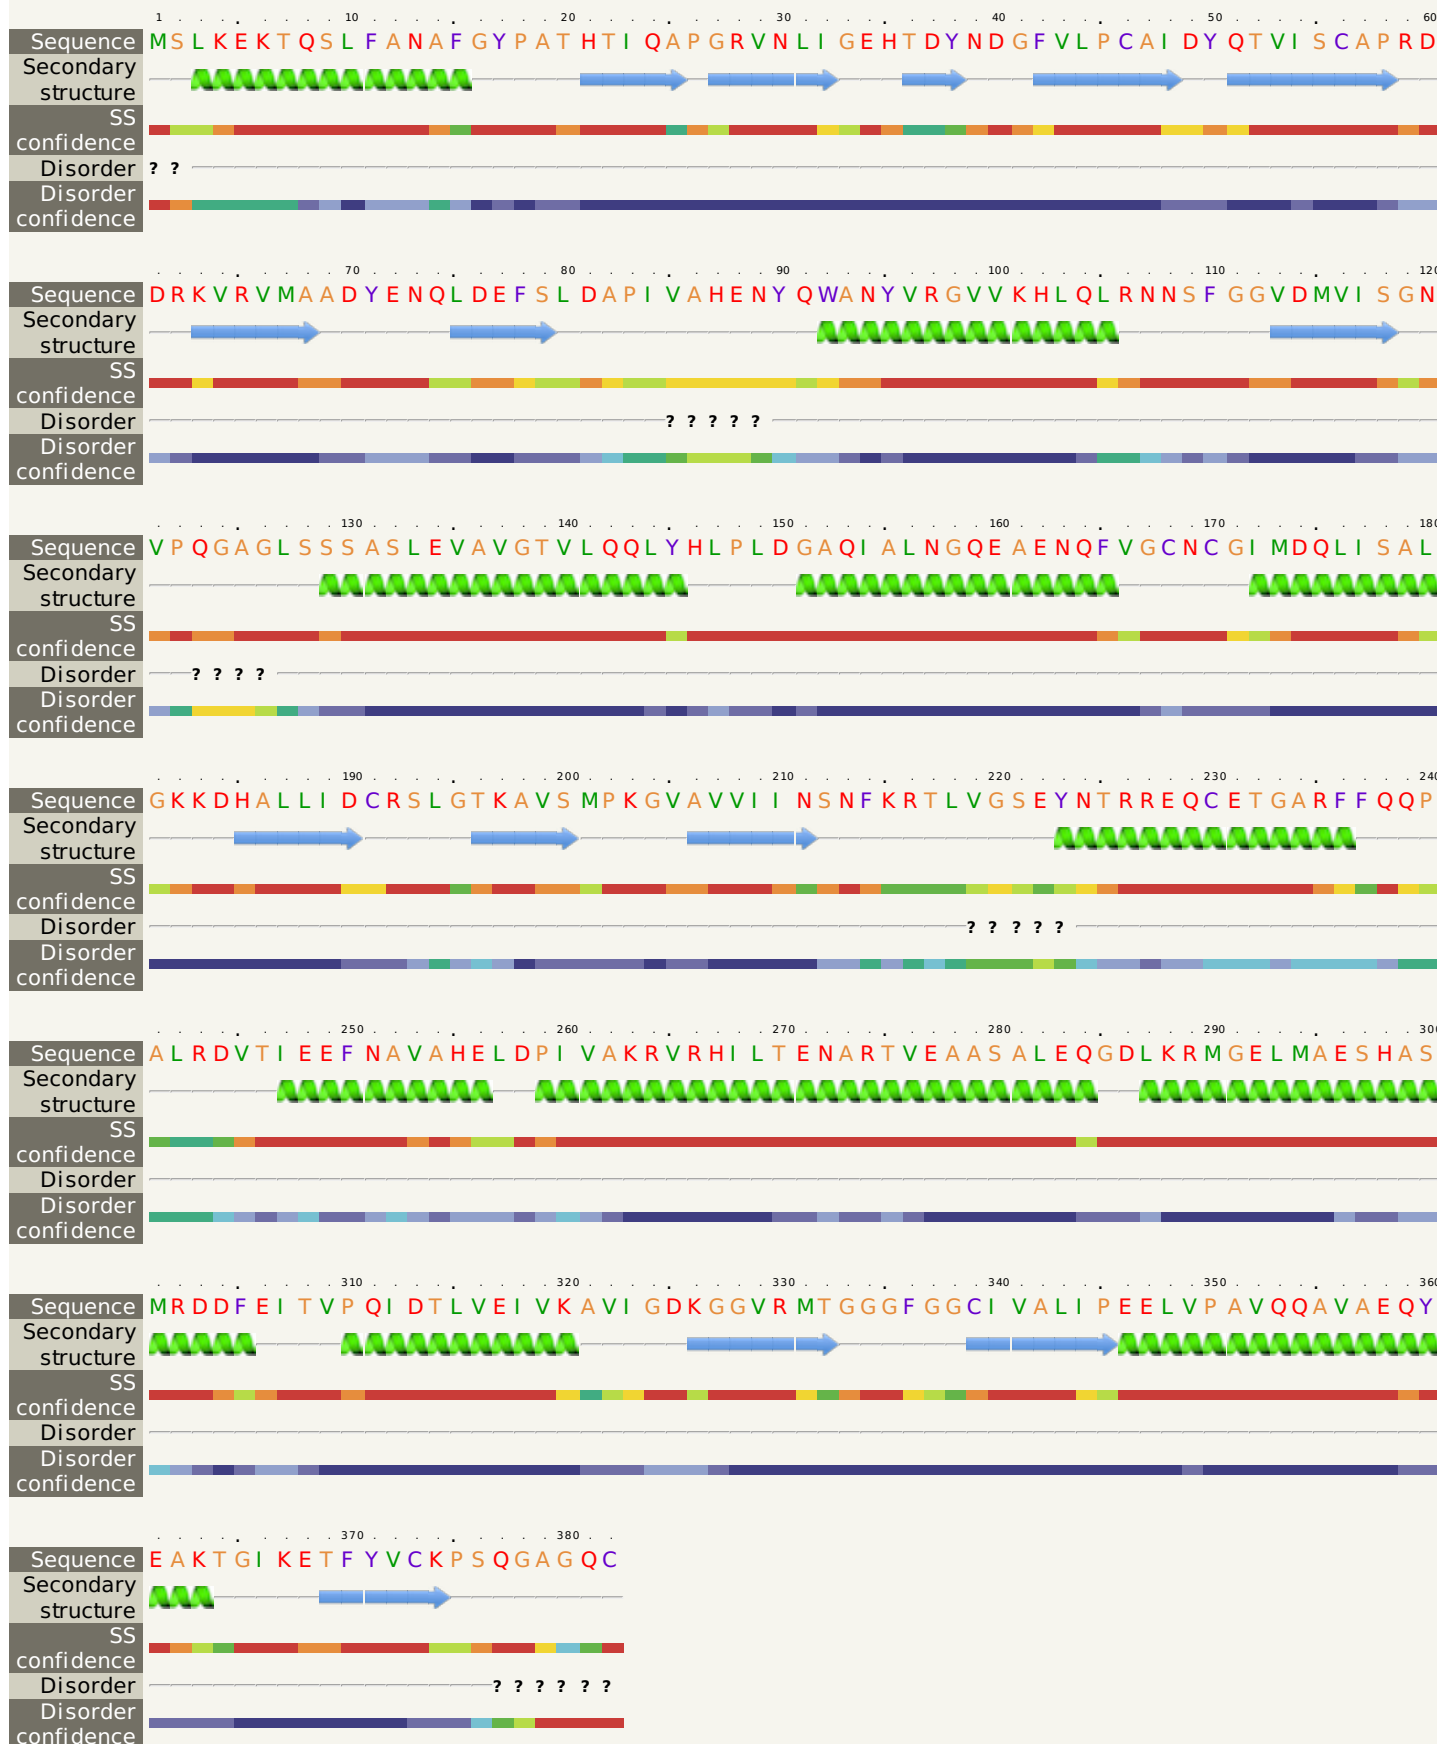 1 10 20 30 40 50 60
Sequence MSLKEKTQSLFANAFGYPATHTIQAPGRVNLIGEHTDYNDGFVLPCAIDYQTVISCAPRD
Secondary
structure
SS
confidence
Disorder ? ?
Disorder
confidence
70 80 90 100 110 120
Sequence DRKVRVMAADYENQLDEFSLDAPIVAHENYQWANYVRGVVKHLQLRNNSFGGVDMVISGN
Secondary
structure
SS
confidence
Disorder ? ? ? ? ?
Disorder
confidence
130 140 150 160 170 180
Sequence VPQGAGLSSSASLEVAVGTVLQQLYHLPLDGAQIALNGQEAENQFVGCNCGIMDQLISAL
Secondary
structure
SS
confidence
Disorder ? ? ? ?
Disorder
confidence
190 200 210 220 230 240
Sequence GKKDHALLIDCRSLGTKAVSMPKGVAVVIINSNFKRTLVGSEYNTRREQCETGARFFQQP
Secondary
structure
SS
confidence
Disorder ? ? ? ? ?
Disorder
confidence
250 260 270 280 290 300
Sequence ALRDVTIEEFNAVAHELDPIVAKRVRHILTENARTVEAASALEQGDLKRMGELMAESHAS
Secondary
structure
SS
confidence
Disorder
Disorder
confidence
310 320 330 340 350 360
Sequence MRDDFEITVPQIDTLVEIVKAVIGDKGGVRMTGGGFGGCIVALIPEELVPAVQQAVAEQY
Secondary
structure
SS
confidence
Disorder
Disorder
confidence
370 380
Sequence EAKTGIKETFYVCKPSQGAGQC
Secondary
structure
SS
confidence
Disorder ? ? ? ? ? ?
Disorder
confidence